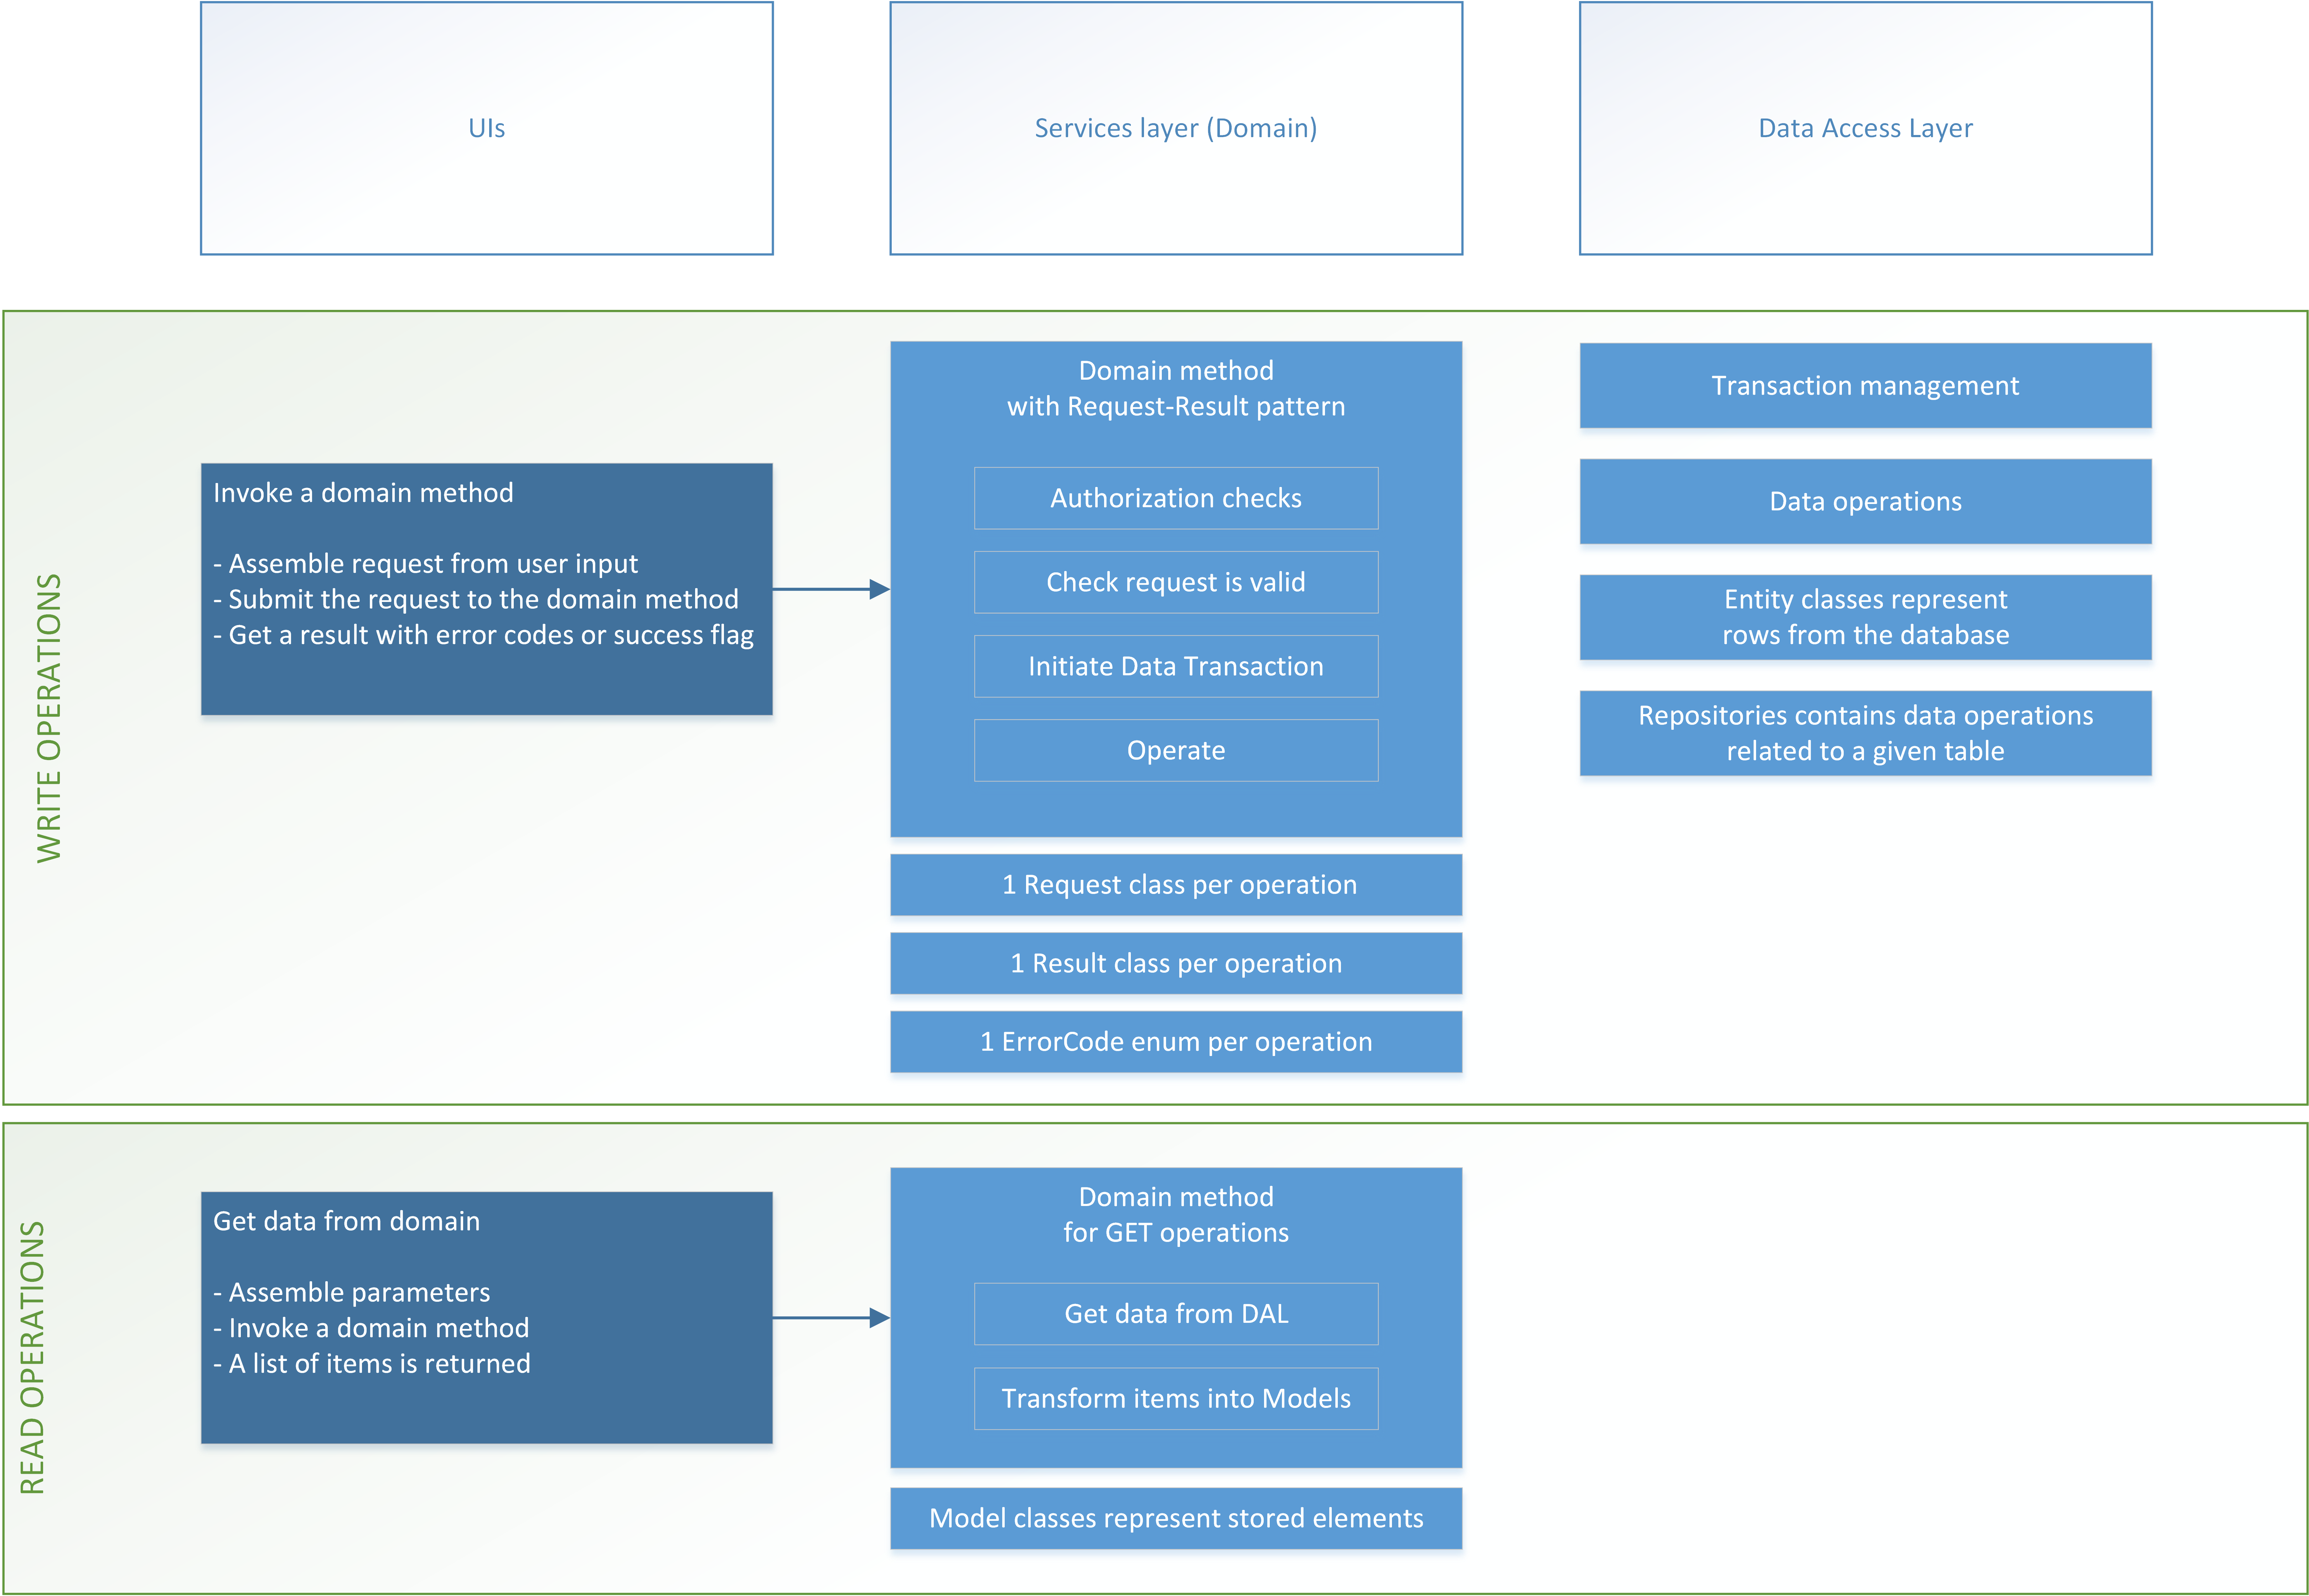 UIs
Services layer (Domain)
Data Access Layer
WRITE OPERATIONS
Invoke a domain method
- Assemble request from user input
- Submit the request to the domain method
- Get a result with error codes or success flag
Domain method
with Request-Result pattern
Authorization checks
Check request is valid
Initiate Data Transaction
Operate
1 Request class per operation
1 Result class per operation
1 ErrorCode enum per operation
Transaction management
Data operations
Entity classes represent
rows from the database
Repositories contains data operations
related to a given table
READ OPERATIONS
Get data from domain
- Assemble parameters
- Invoke a domain method
- A list of items is returned
Domain method
for GET operations
Get data from DAL
Transform items into Models
Model classes represent stored elements